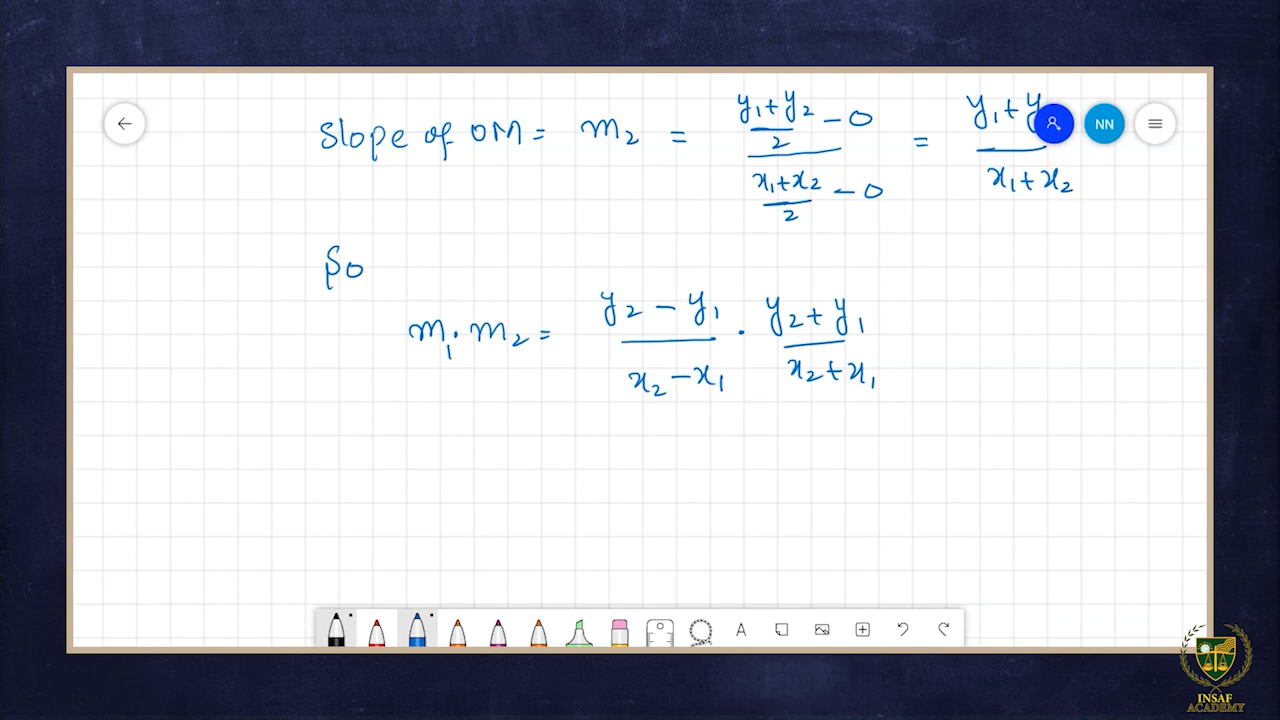 Slope of OM = m₂ = ((y₁+y₂)/2 − 0)/((x₁+x₂)/2 − 0) = (y₁+y)/(x₁+x₂)
NN
So
m₁·m₂ = (y₂ − y₁)/(x₂ − x₁) · (y₂ + y₁)/(x₂ + x₁)
A
INSAF
ACADEMY